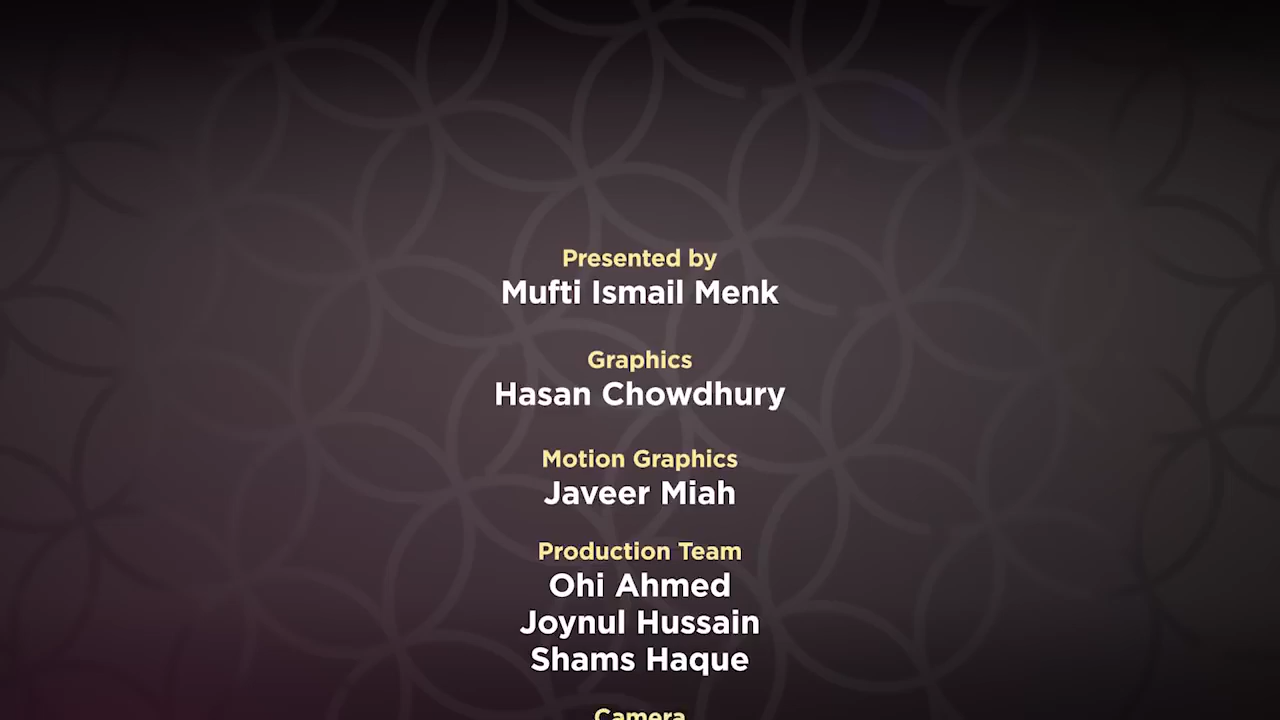 Presented by
Mufti Ismail Menk
Graphics
Hasan Chowdhury
Motion Graphics
Javeer Miah
Production Team
Ohi Ahmed
Joynul Hussain
Shams Haque
Camera